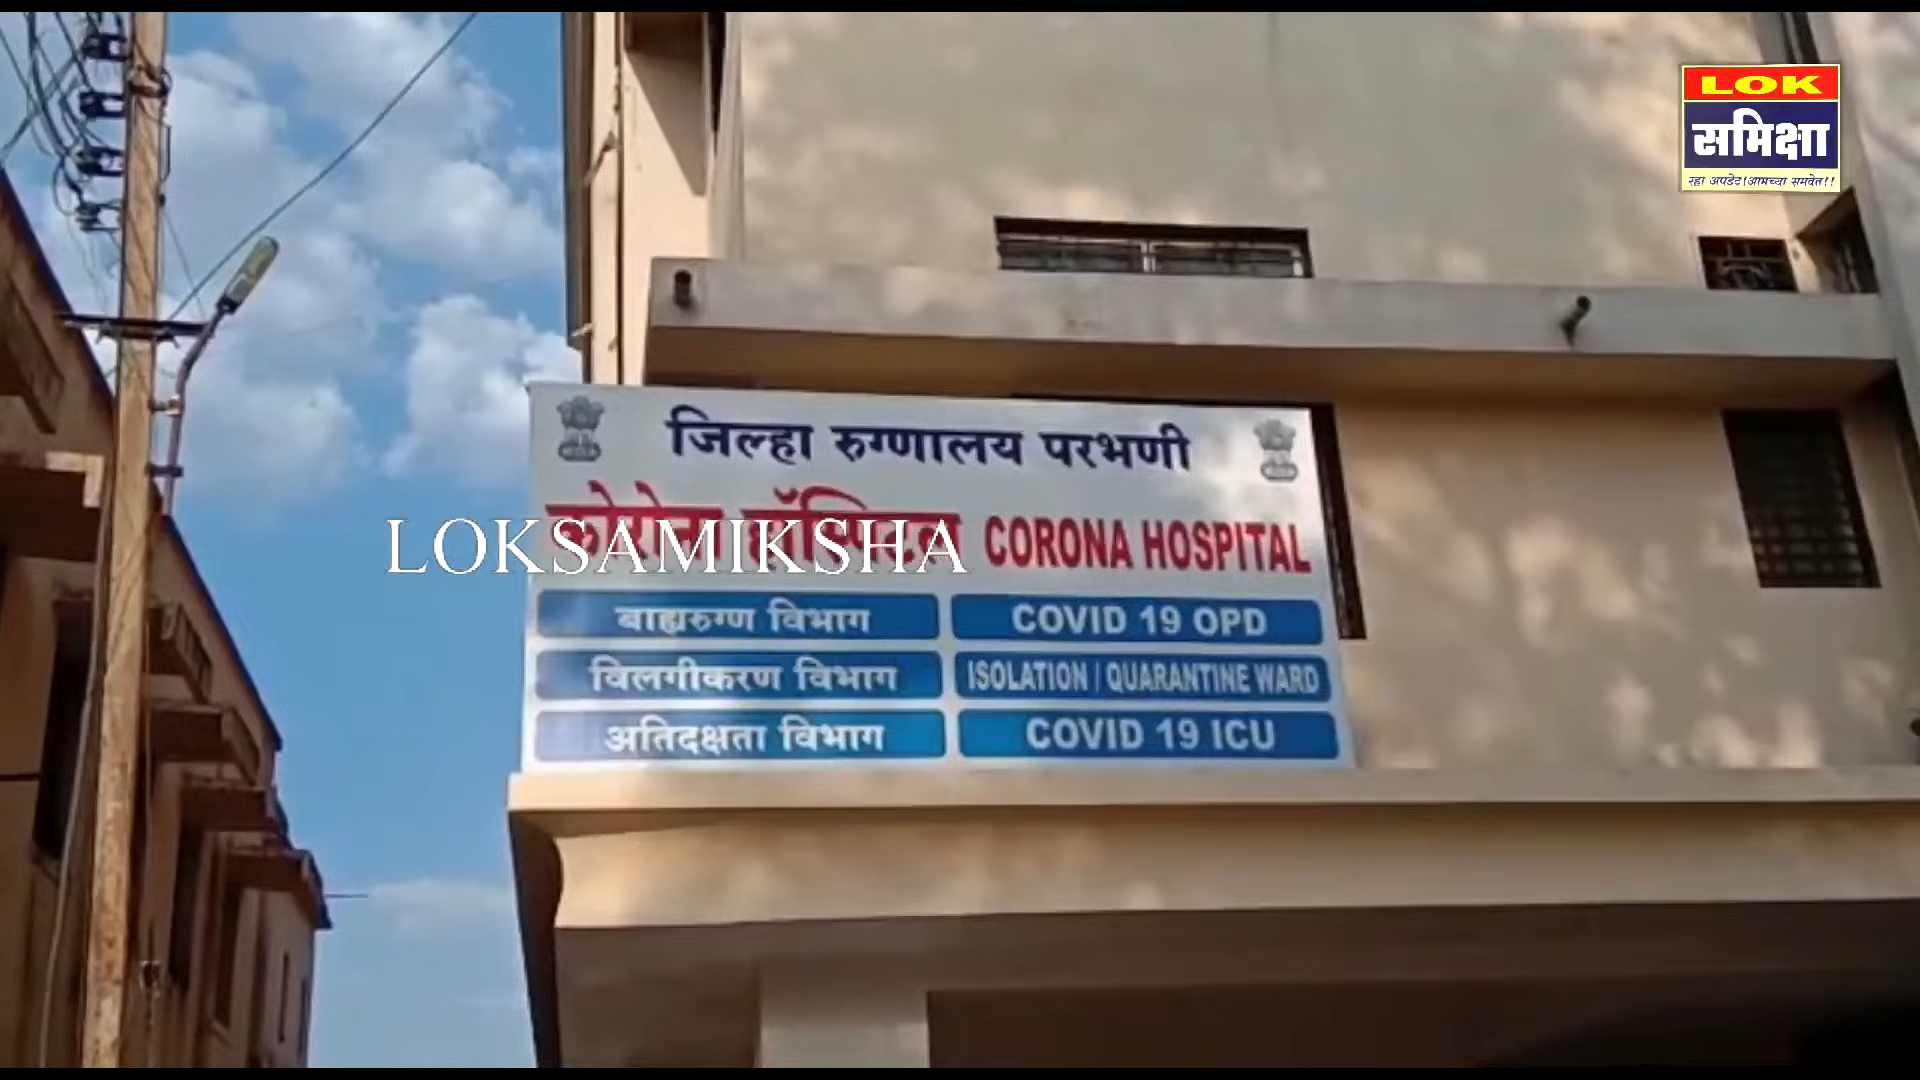 LOK
समिक्षा
रहा अपडेट!आमच्या समवेत!!
जिल्हा रुग्णालय परभणी
कोरोना हॉस्पिटल CORONA HOSPITAL
LOKSAMIKSHA
बाह्यरुग्ण विभाग COVID 19 OPD
विलगीकरण विभाग ISOLATION / QUARANTINE WARD
अतिदक्षता विभाग COVID 19 ICU